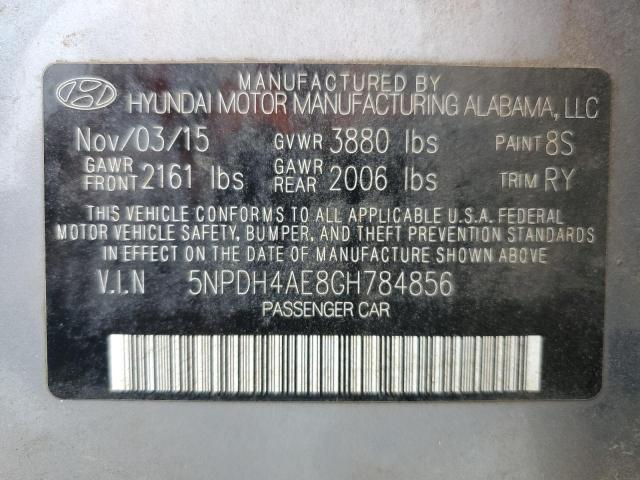 MANUFACTURED BY
HYUNDAI MOTOR MANUFACTURING ALABAMA, LLC
Nov/03/15 GVWR 3880 lbs PAINT 8S
GAWR FRONT 2161 lbs GAWR REAR 2006 lbs TRIM RY
THIS VEHICLE CONFORMS TO ALL APPLICABLE U.S.A. FEDERAL
MOTOR VEHICLE SAFETY, BUMPER, AND THEFT PREVENTION STANDARDS
IN EFFECT ON THE DATE OF MANUFACTURE SHOWN ABOVE.
V.I.N 5NPDH4AE8GH784856
PASSENGER CAR